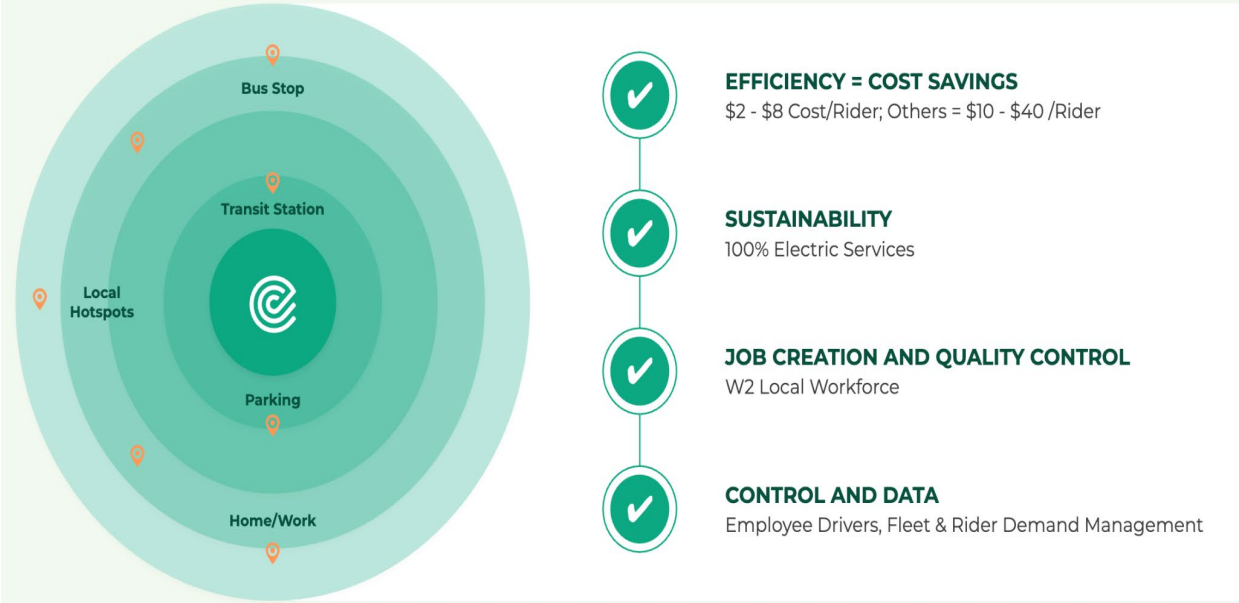 Bus Stop
Transit Station
Local
Hotspots
Parking
Home/Work
EFFICIENCY = COST SAVINGS
$2 - $8 Cost/Rider; Others = $10 - $40 /Rider
SUSTAINABILITY
100% Electric Services
JOB CREATION AND QUALITY CONTROL
W2 Local Workforce
CONTROL AND DATA
Employee Drivers, Fleet & Rider Demand Management